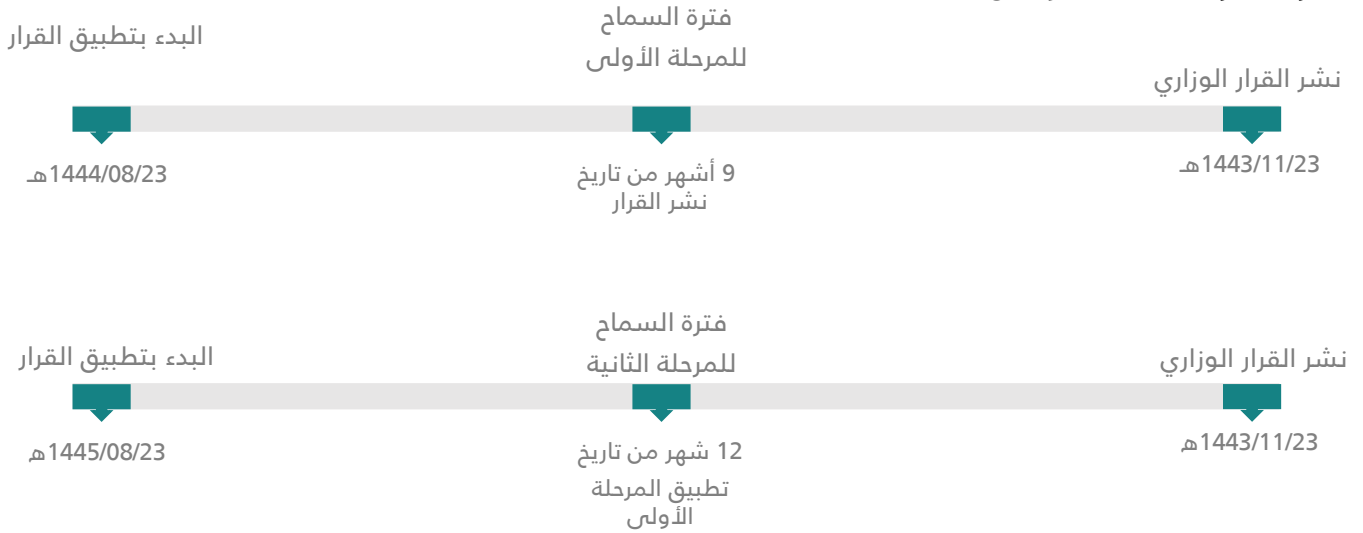 نشر القرار الوزاري
1443/11/23هـ
فترة السماح
للمرحلة الأولى
9 أشهر من تاريخ
نشر القرار
البدء بتطبيق القرار
1444/08/23هـ
نشر القرار الوزاري
1443/11/23هـ
فترة السماح
للمرحلة الثانية
12 شهر من تاريخ
تطبيق المرحلة
الأولى
البدء بتطبيق القرار
1445/08/23هـ